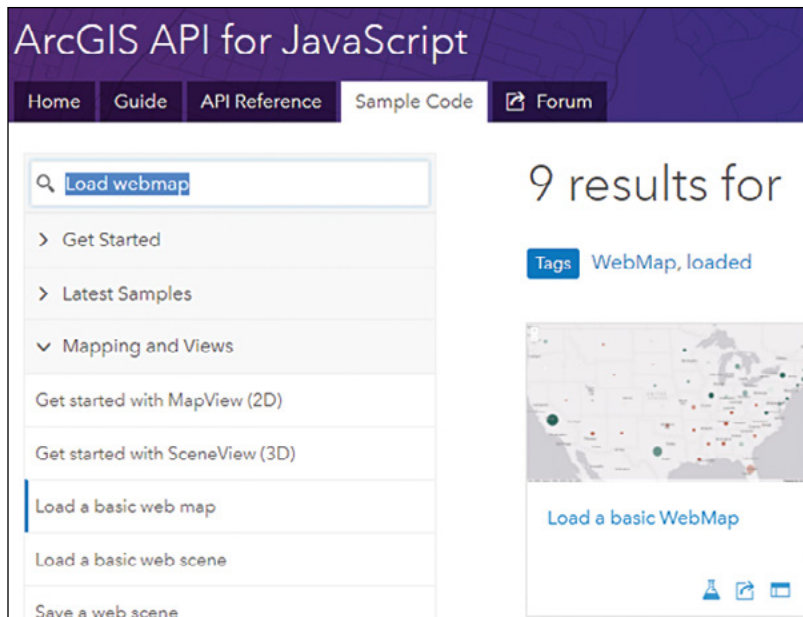 ArcGIS API for JavaScript
Home Guide API Reference Sample Code Forum
Load webmap
Get Started
Latest Samples
Mapping and Views
Get started with MapView (2D)
Get started with SceneView (3D)
Load a basic web map
Load a basic web scene
Save a web scene
9 results for
Tags WebMap, loaded
Load a basic WebMap